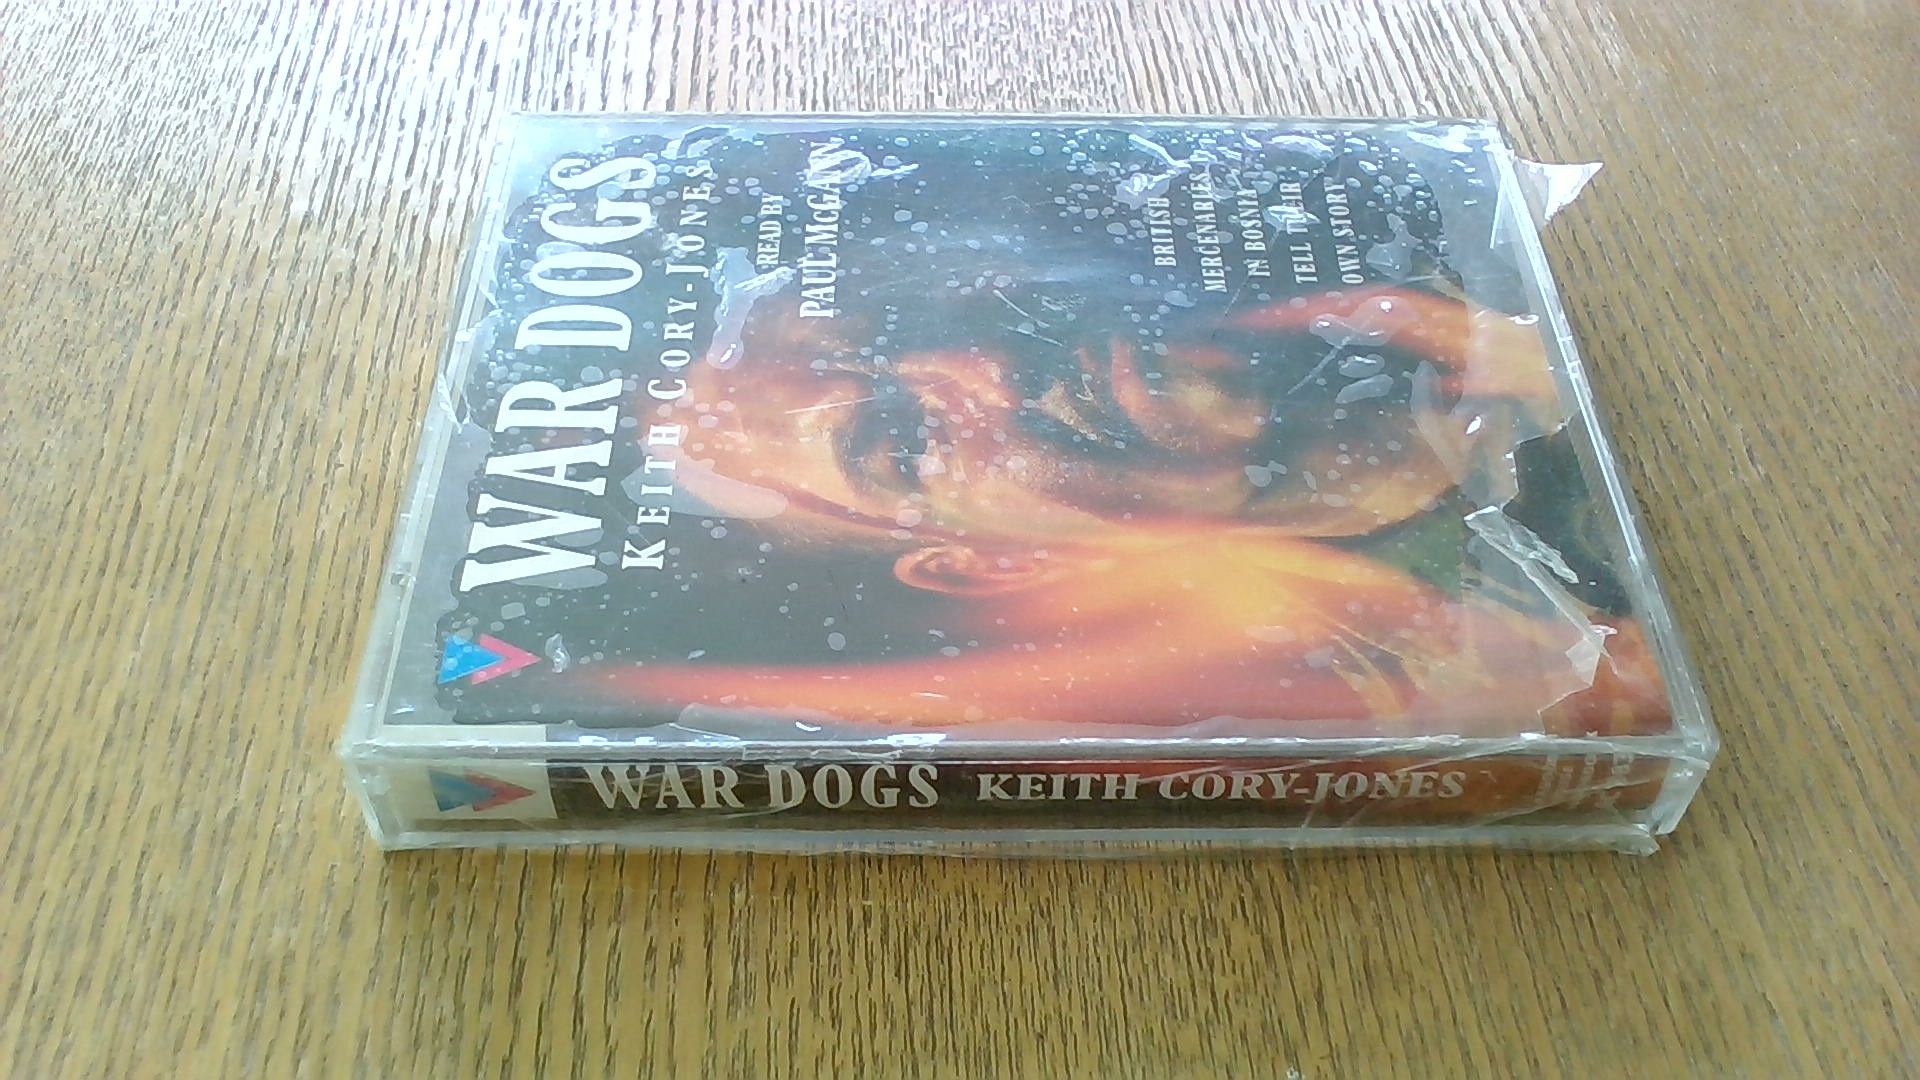 WAR DOGS
KEITH CORY-JONES
READ BY
PAUL McGANN
BRITISH
MERCENARIES
IN BOSNIA
TELL THEIR
OWN STORY
WAR DOGS KEITH CORY-JONES